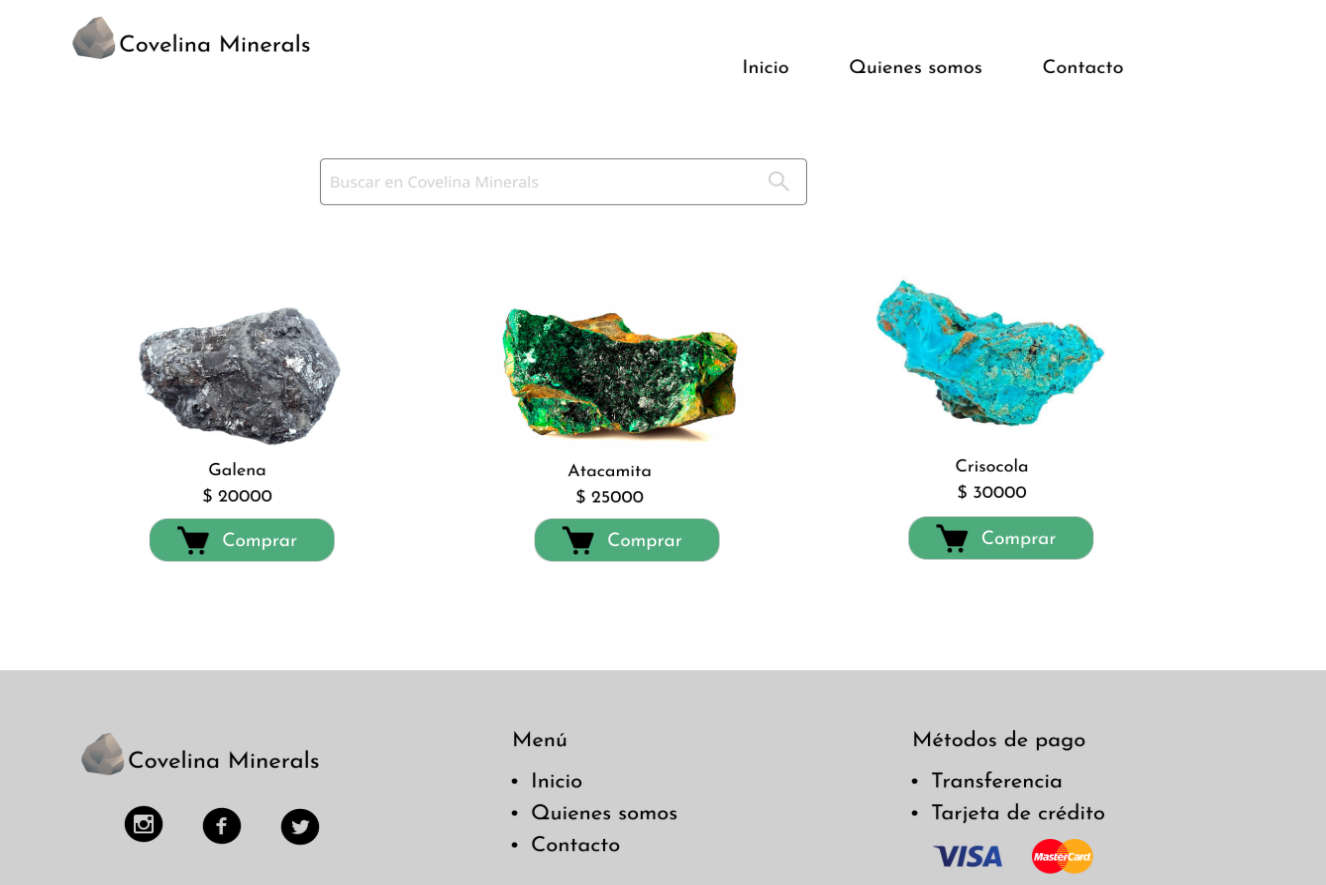 Covelina Minerals
Inicio Quienes somos Contacto
Buscar en Covelina Minerals
Galena
$ 20000
Comprar
Atacamita
$ 25000
Comprar
Crisocola
$ 30000
Comprar
Covelina Minerals
Menú
• Inicio
• Quienes somos
• Contacto
Métodos de pago
• Transferencia
• Tarjeta de crédito
VISA MasterCard